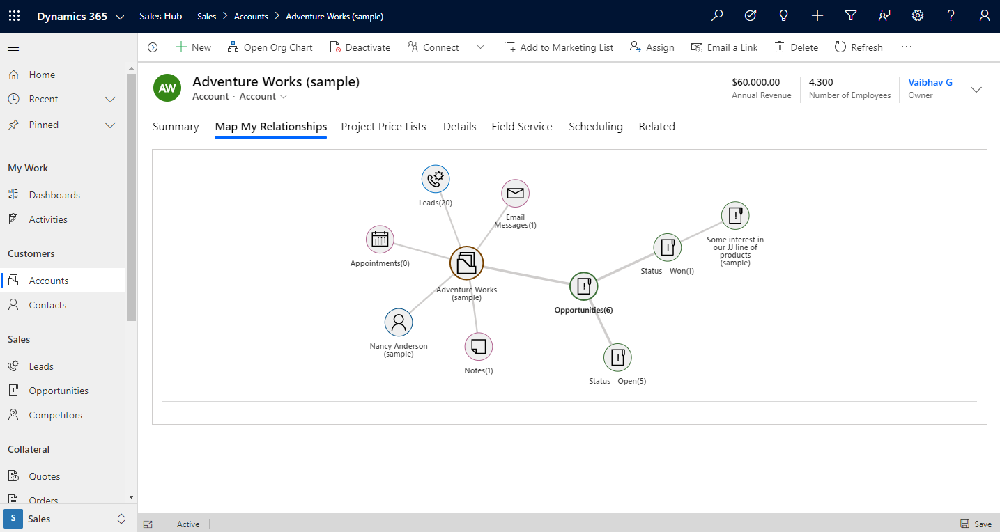 Dynamics 365
Sales Hub
Sales > Accounts > Adventure Works (sample)
New
Open Org Chart
Deactivate
Connect
Add to Marketing List
Assign
Email a Link
Delete
Refresh
Home
Recent
Pinned
My Work
Dashboards
Activities
Customers
Accounts
Contacts
Sales
Leads
Opportunities
Competitors
Collateral
Quotes
Orders
S
Sales
AW
Adventure Works (sample)
Account · Account
$60,000.00
Annual Revenue
4,300
Number of Employees
Vaibhav G
Owner
Summary
Map My Relationships
Project Price Lists
Details
Field Service
Scheduling
Related
Leads(20)
Email
Messages(1)
Appointments(0)
Adventure Works
(sample)
Nancy Anderson
(sample)
Notes(1)
Opportunities(6)
Status - Won(1)
Some interest in
our JJ line of
products
(sample)
Status - Open(5)
Active
Save